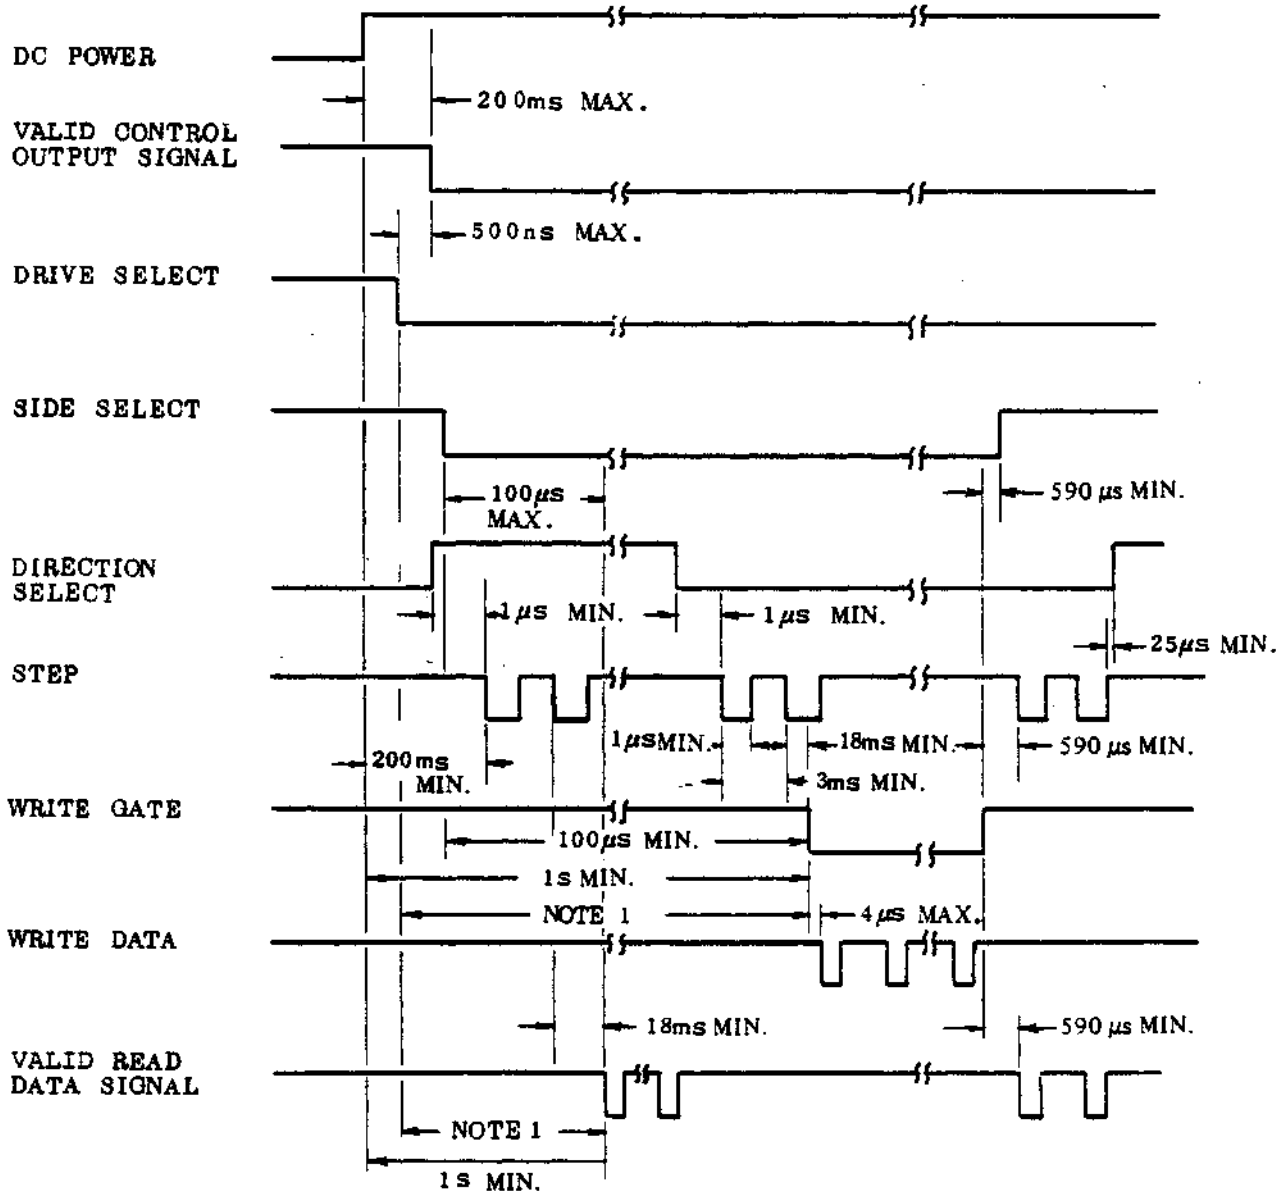 DC POWER
200ms MAX.
VALID CONTROL
OUTPUT SIGNAL
500ns MAX.
DRIVE SELECT
SIDE SELECT
100μs
MAX.
590 μs MIN.
DIRECTION
SELECT
1μs MIN.
1μs MIN.
25μs MIN.
STEP
1μs MIN.
18ms MIN.
590 μs MIN.
200ms
MIN.
3ms MIN.
WRITE GATE
100μs MIN.
1s MIN.
NOTE 1
4μs MAX.
WRITE DATA
18ms MIN.
590 μs MIN.
VALID READ
DATA SIGNAL
NOTE 1
1s MIN.